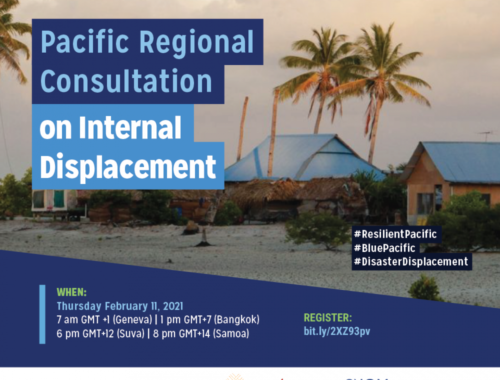 Pacific Regional
Consultation
on Internal
Displacement
#ResilientPacific
#BluePacific
#DisasterDisplacement
WHEN:
Thursday February 11, 2021
7 am GMT +1 (Geneva) | 1 pm GMT+7 (Bangkok)
6 pm GMT+12 (Suva) | 8 pm GMT+14 (Samoa)
REGISTER:
bit.ly/2XZ93pv